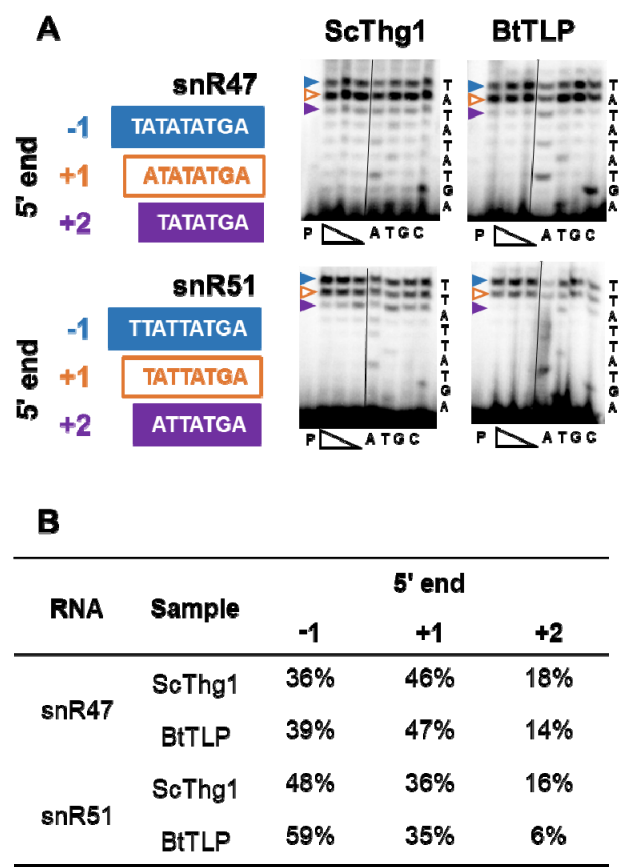 A
ScThg1 BtTLP
snR47
5' end
-1 TATATATGA
+1 ATATATGA
+2 TATATGA
T
A
T
A
T
A
T
G
A
T
A
T
A
T
A
T
G
A
P A T G C
P A T G C
snR51
5' end
-1 TTATTATGA
+1 TATTATGA
+2 ATTATGA
T
T
A
T
T
A
T
G
A
T
T
A
T
T
A
T
G
A
P A T G C
P A T G C
B
RNA Sample 5' end
-1 +1 +2
snR47
ScThg1 36% 46% 18%
BtTLP 39% 47% 14%
snR51
ScThg1 48% 36% 16%
BtTLP 59% 35% 6%